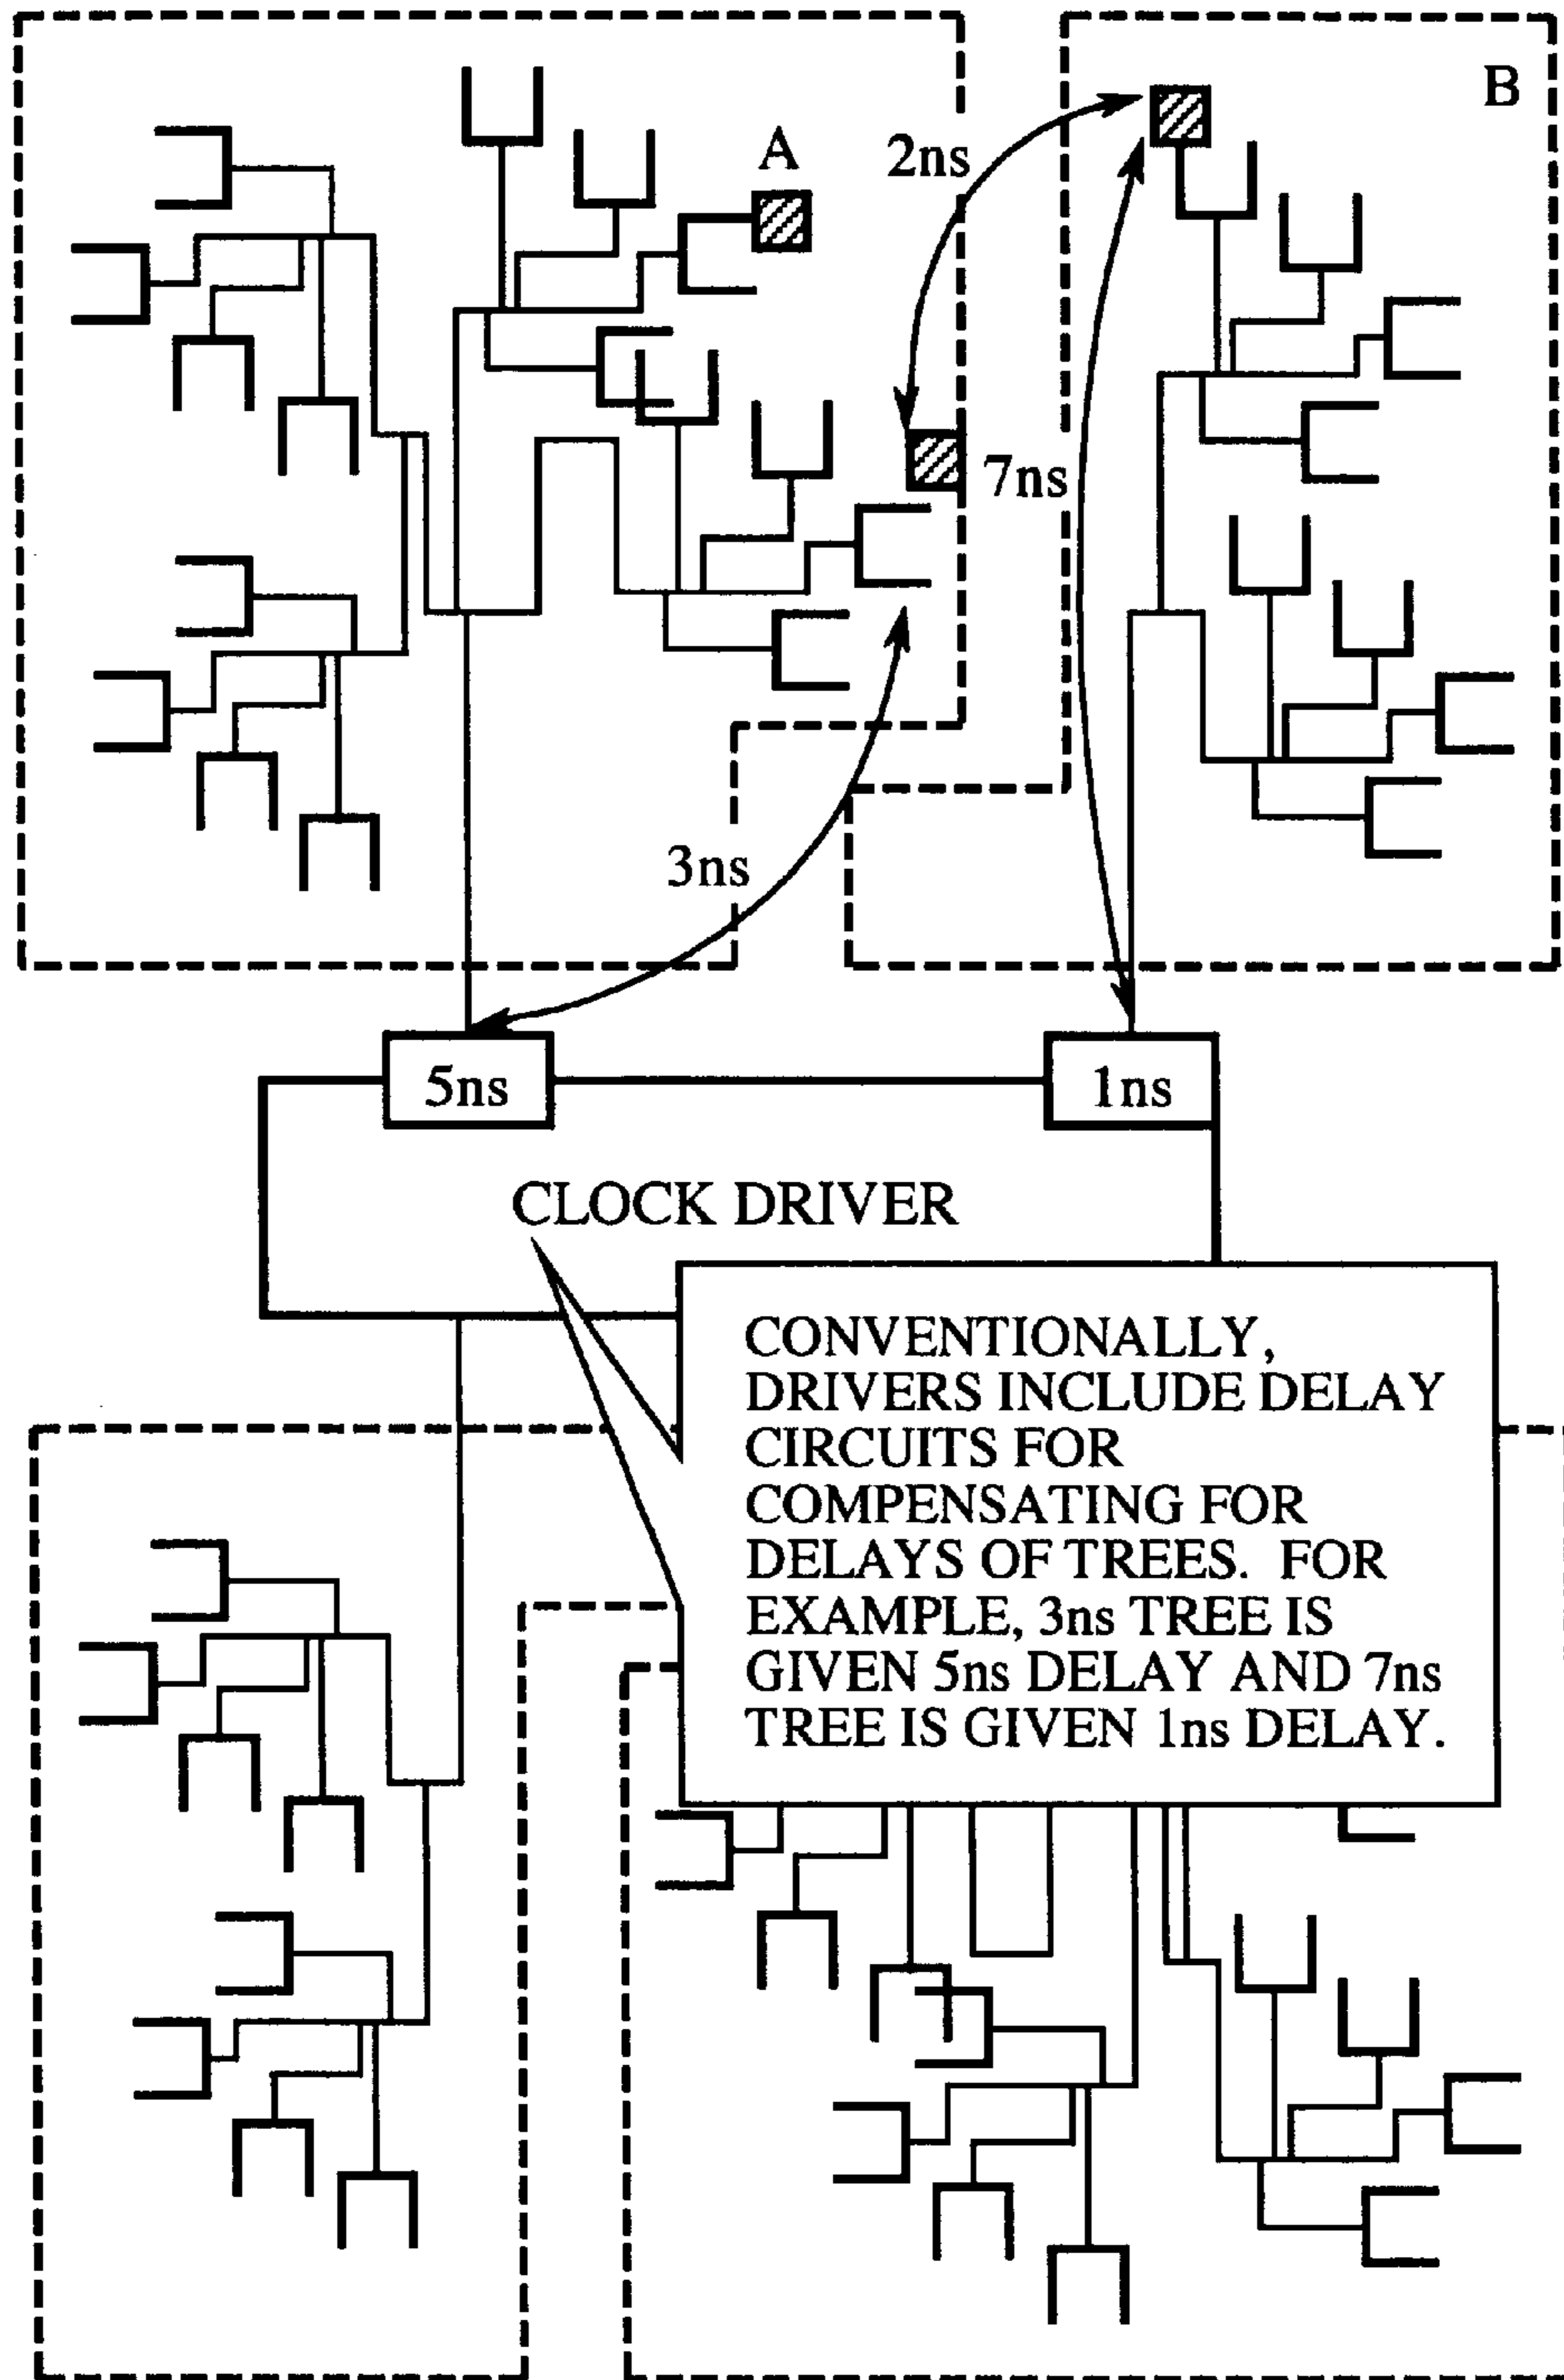 B
A
2ns
7ns
3ns
5ns
1ns
CLOCK DRIVER
CONVENTIONALLY,
DRIVERS INCLUDE DELAY
CIRCUITS FOR
COMPENSATING FOR
DELAYS OF TREES. FOR
EXAMPLE, 3ns TREE IS
GIVEN 5ns DELAY AND 7ns
TREE IS GIVEN 1ns DELAY.